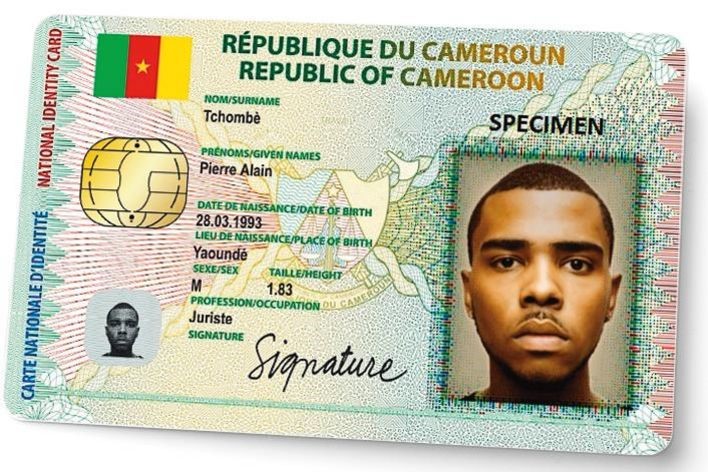 RÉPUBLIQUE DU CAMEROUN
REPUBLIC OF CAMEROON
NATIONAL IDENTITY CARD
CARTE NATIONALE D'IDENTITÉ
NOM/SURNAME
Tchombè
SPECIMEN
PRÉNOMS/GIVEN NAMES
Pierre Alain
DATE DE NAISSANCE/DATE OF BIRTH
28.03.1993
LIEU DE NAISSANCE/PLACE OF BIRTH
Yaoundé
SEXE/SEX TAILLE/HEIGHT
M 1.83
PROFESSION/OCCUPATION
Juriste
SIGNATURE
Signature
DU CAMEROUN